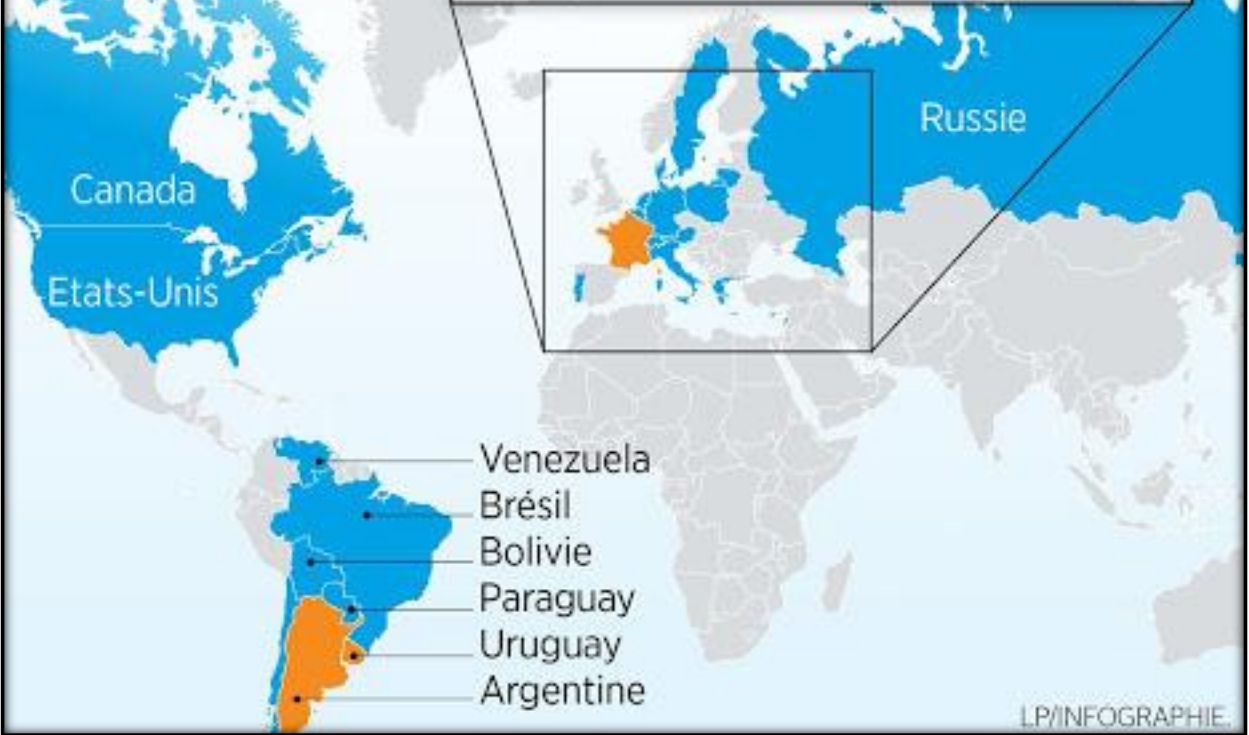 Russie
Canada
Etats-Unis
Venezuela
Brésil
Bolivie
Paraguay
Uruguay
Argentine
LP/INFOGRAPHIE.